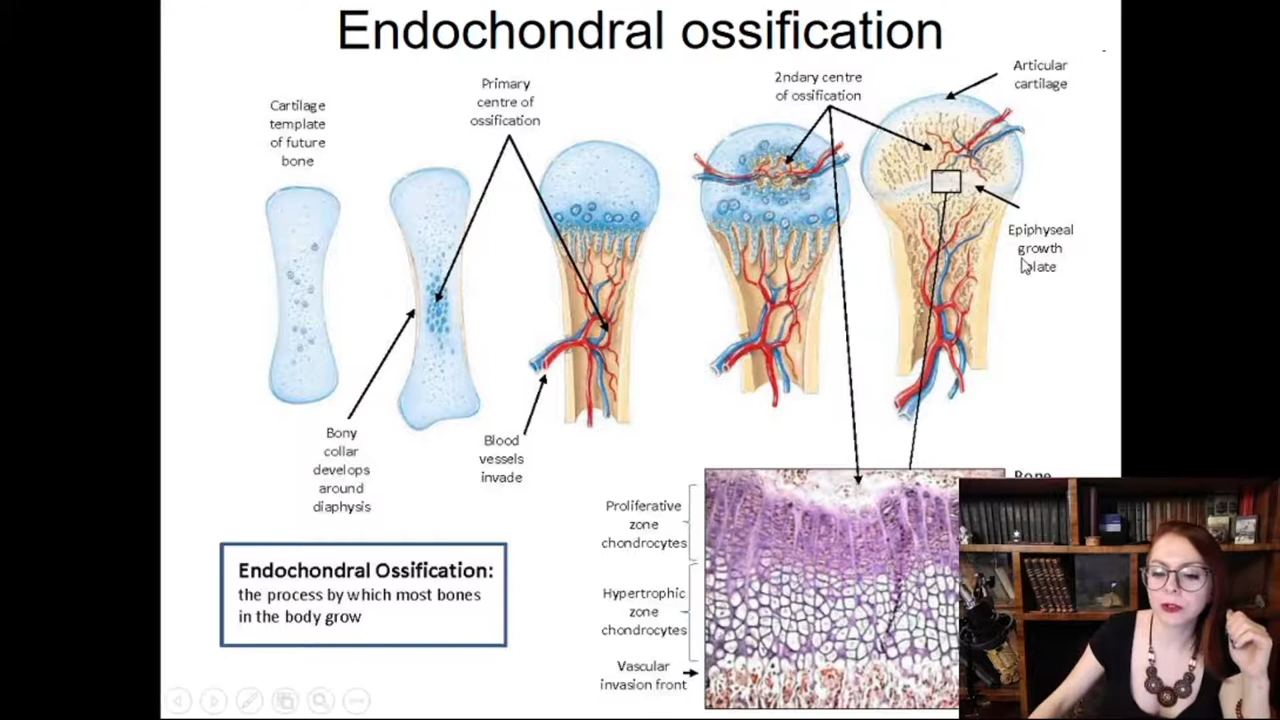 Endochondral ossification
Cartilage
template
of future
bone
Primary
centre of
ossification
2ndary centre
of ossification
Articular
cartilage
Epiphyseal
growth
plate
Bony
collar
develops
around
diaphysis
Blood
vessels
invade
Endochondral Ossification:
the process by which most bones
in the body grow
Proliferative
zone
chondrocytes
Hypertrophic
zone
chondrocytes
Vascular
invasion front
Bone